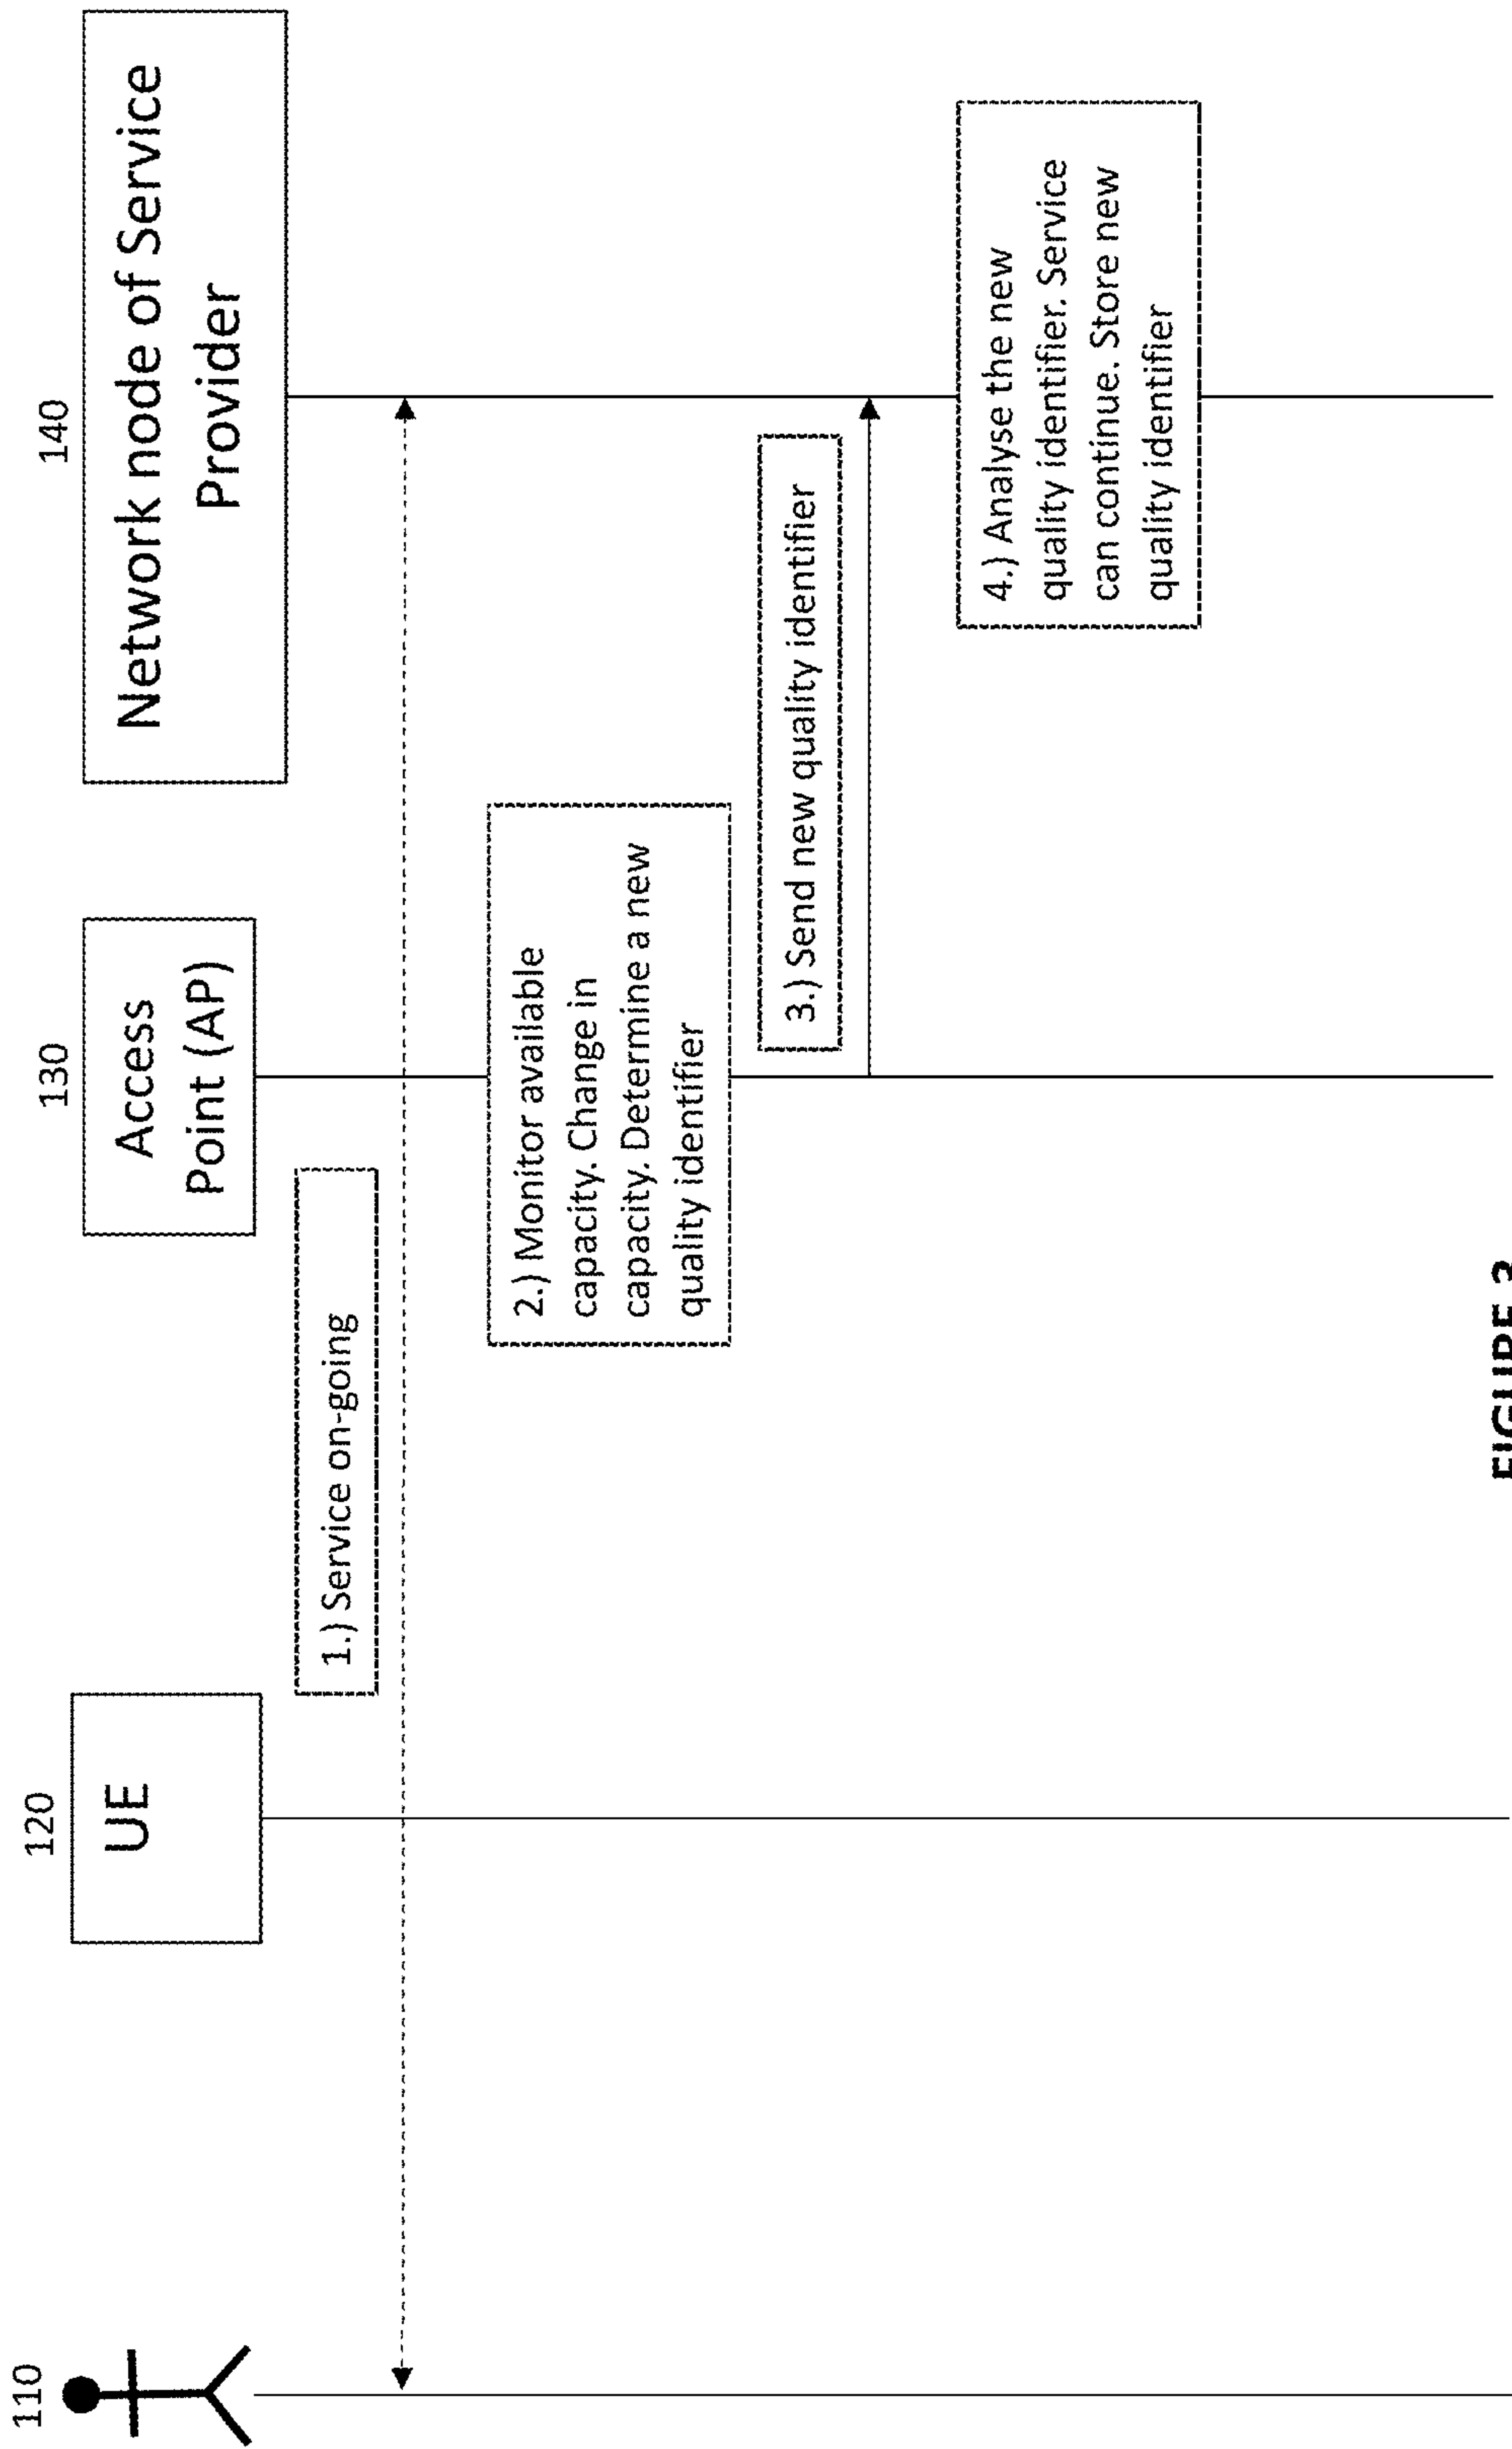 110
120
130
140
UE
Access
Point (AP)
Network node of Service
Provider
1.) Service on-going
2.) Monitor available
capacity. Change in
capacity. Determine a new
quality identifier
3.) Send new quality identifier
4.) Analyse the new
quality identifier. Service
can continue. Store new
quality identifier
FIGURE 3